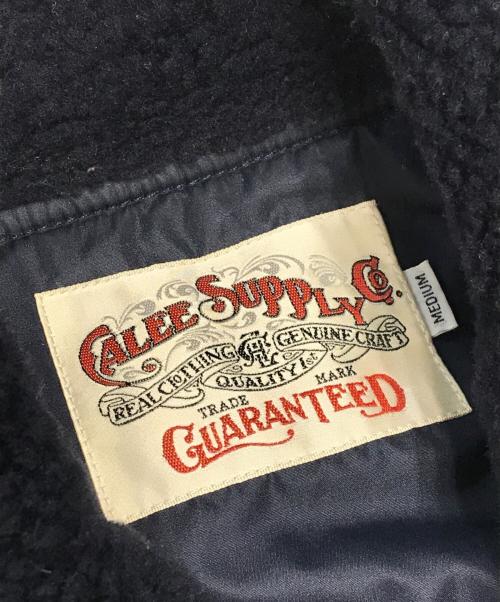 CALEE SUPPLY Co.
REAL CLOTHING GENUINE CRAFT
QUALITY 1st
TRADE MARK
GUARANTEED
MEDIUM